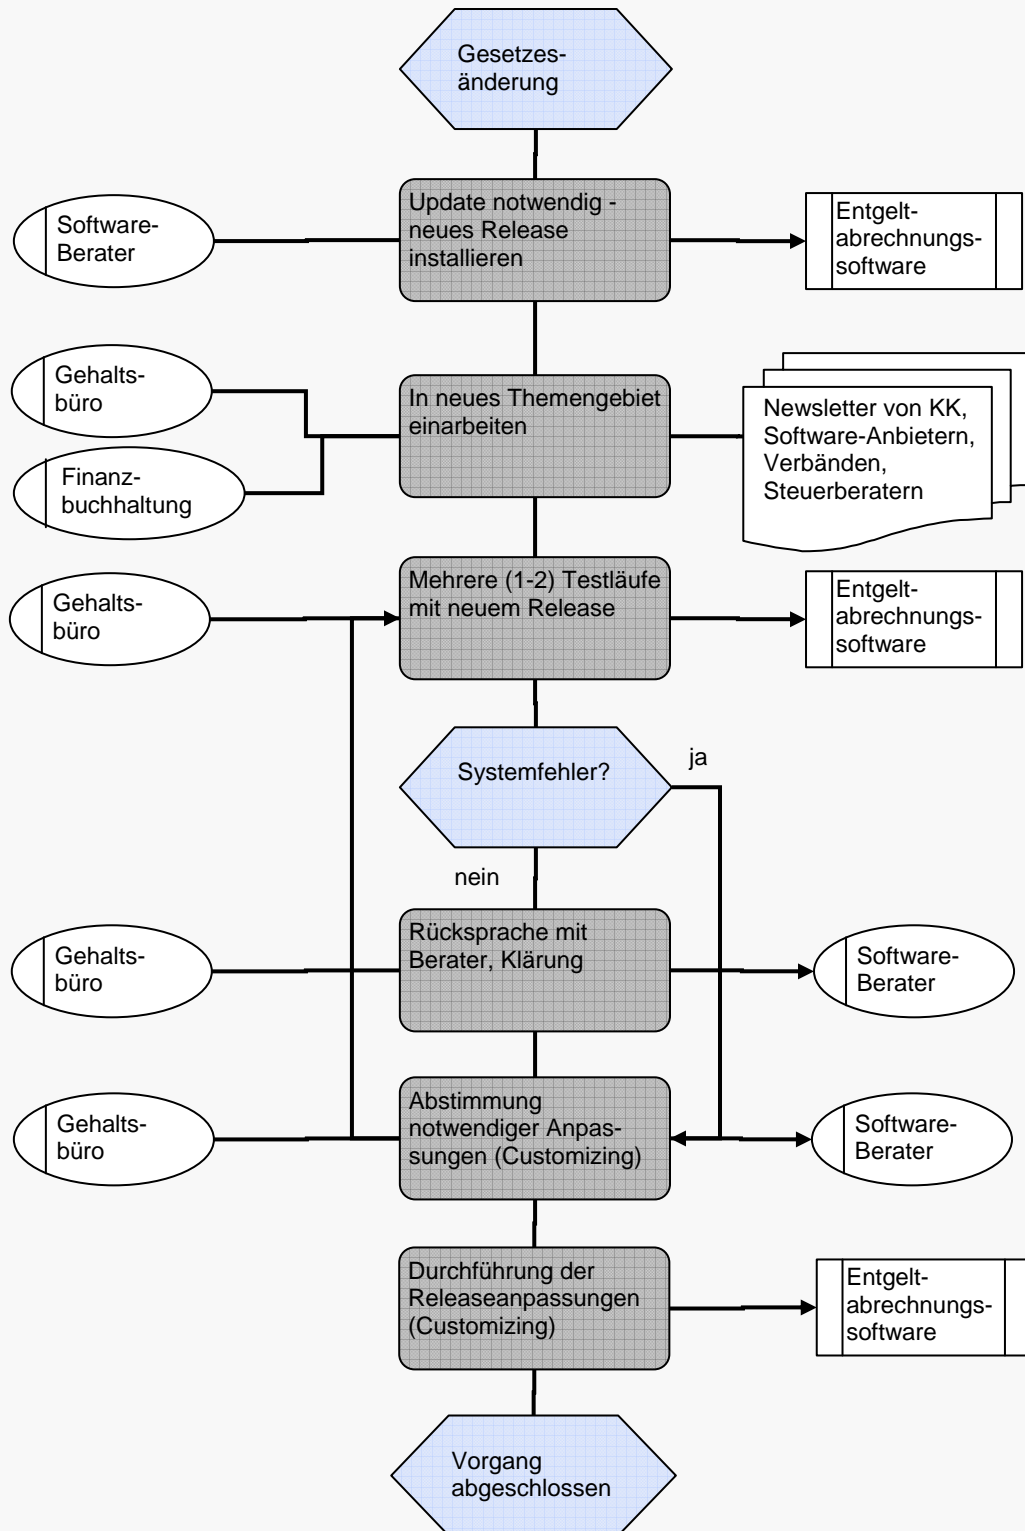 Gesetzes-
änderung
Software-
Berater
Update notwendig -
neues Release
installieren
Entgelt-
abrechnungs-
software
Gehalts-
büro
Finanz-
buchhaltung
In neues Themengebiet
einarbeiten
Newsletter von KK,
Software-Anbietern,
Verbänden,
Steuerberatern
Gehalts-
büro
Mehrere (1-2) Testläufe
mit neuem Release
Entgelt-
abrechnungs-
software
Systemfehler?
ja
nein
Gehalts-
büro
Rücksprache mit
Berater, Klärung
Software-
Berater
Gehalts-
büro
Abstimmung
notwendiger Anpas-
sungen (Customizing)
Software-
Berater
Durchführung der
Releaseanpassungen
(Customizing)
Entgelt-
abrechnungs-
software
Vorgang
abgeschlossen